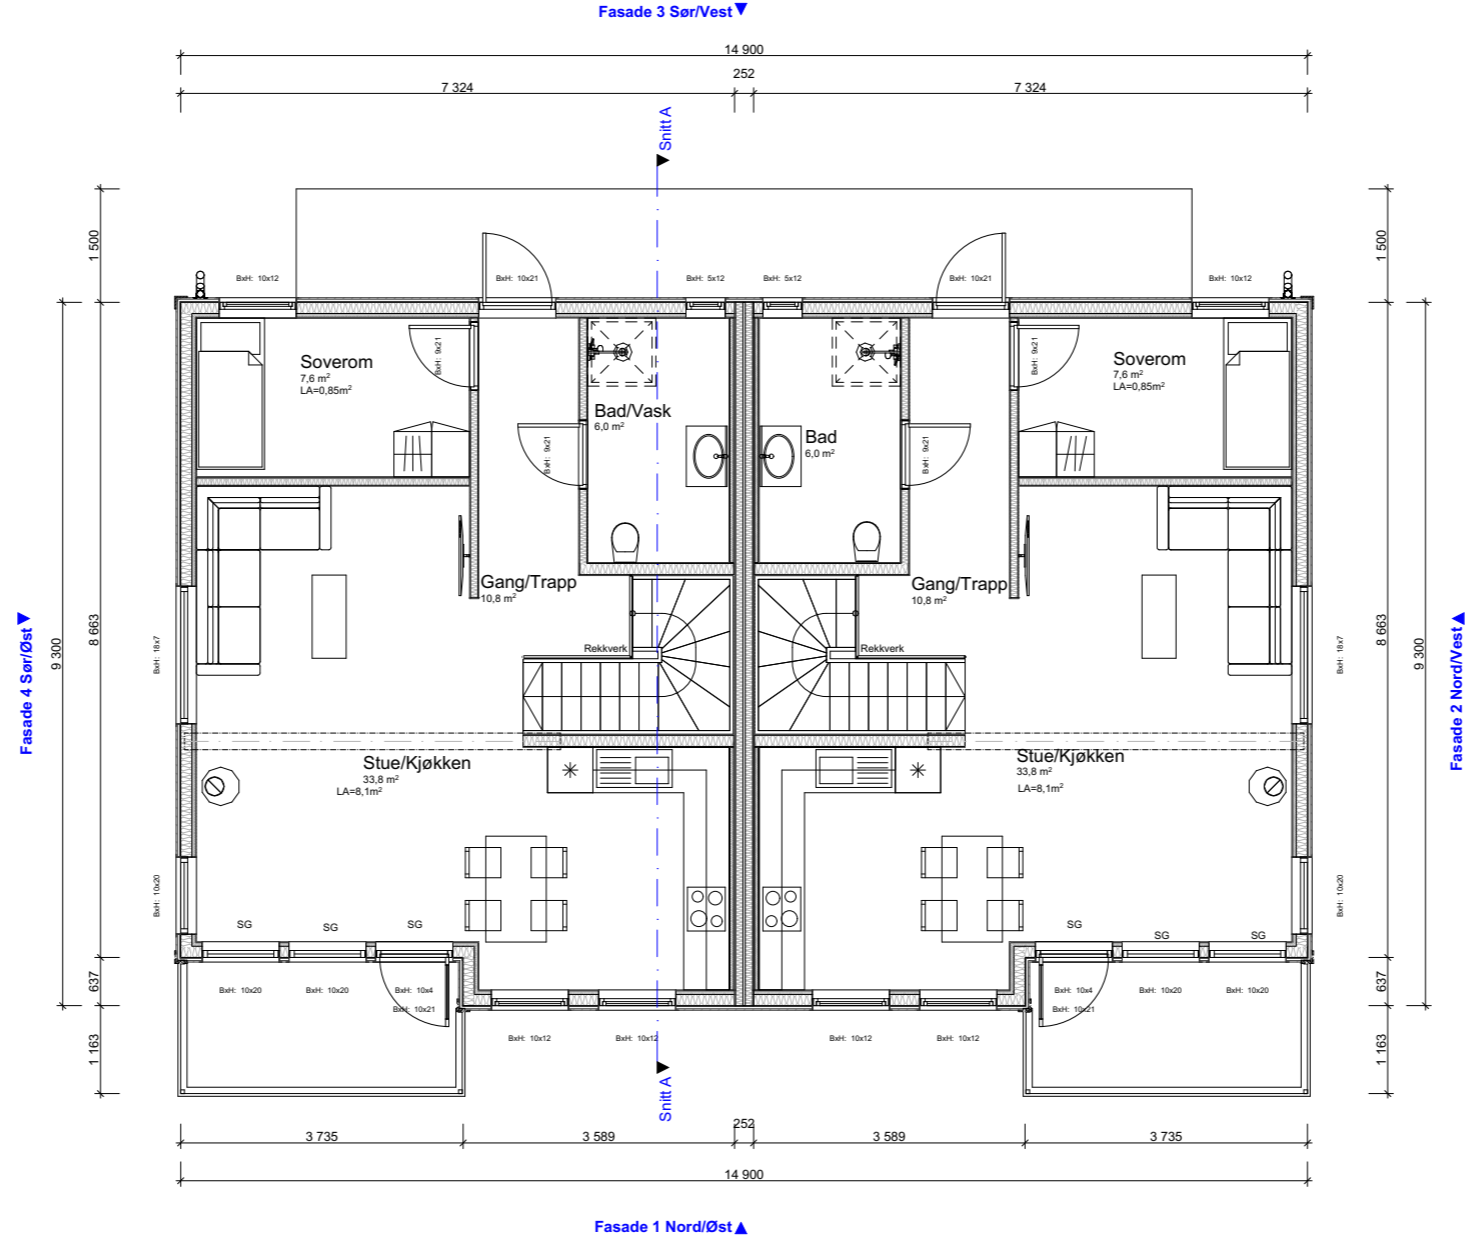 Fasade 3 Sør/Vest
14 900
252
7 324
7 324
Snitt A
1 500
1 500
BxH: 10x12
BxH: 10x21
BxH: 5x12
BxH: 5x12
BxH: 10x21
BxH: 10x12
Soverom
7,6 m²
LA=0,85m²
BxH: 9x21
Bad/Vask
6,0 m²
BxH: 9x21
Bad
6,0 m²
BxH: 9x21
BxH: 9x21
Soverom
7,6 m²
LA=0,85m²
Gang/Trapp
10,8 m²
Gang/Trapp
10,8 m²
Rekkverk
Rekkverk
Fasade 4 Sør/Øst
9 300
8 663
BxH: 18x7
BxH: 18x7
8 663
9 300
Fasade 2 Nord/Vest
Stue/Kjøkken
33,8 m²
LA=8,1m²
Stue/Kjøkken
33,8 m²
LA=8,1m²
BxH: 10x20
BxH: 10x20
SG
SG
SG
SG
SG
SG
637
637
BxH: 10x20
BxH: 10x20
BxH: 10x4
BxH: 10x21
BxH: 10x4
BxH: 10x21
BxH: 10x20
BxH: 10x20
1 163
1 163
BxH: 10x12
BxH: 10x12
BxH: 10x12
BxH: 10x12
Snitt A
252
3 735
3 589
3 589
3 735
14 900
Fasade 1 Nord/Øst